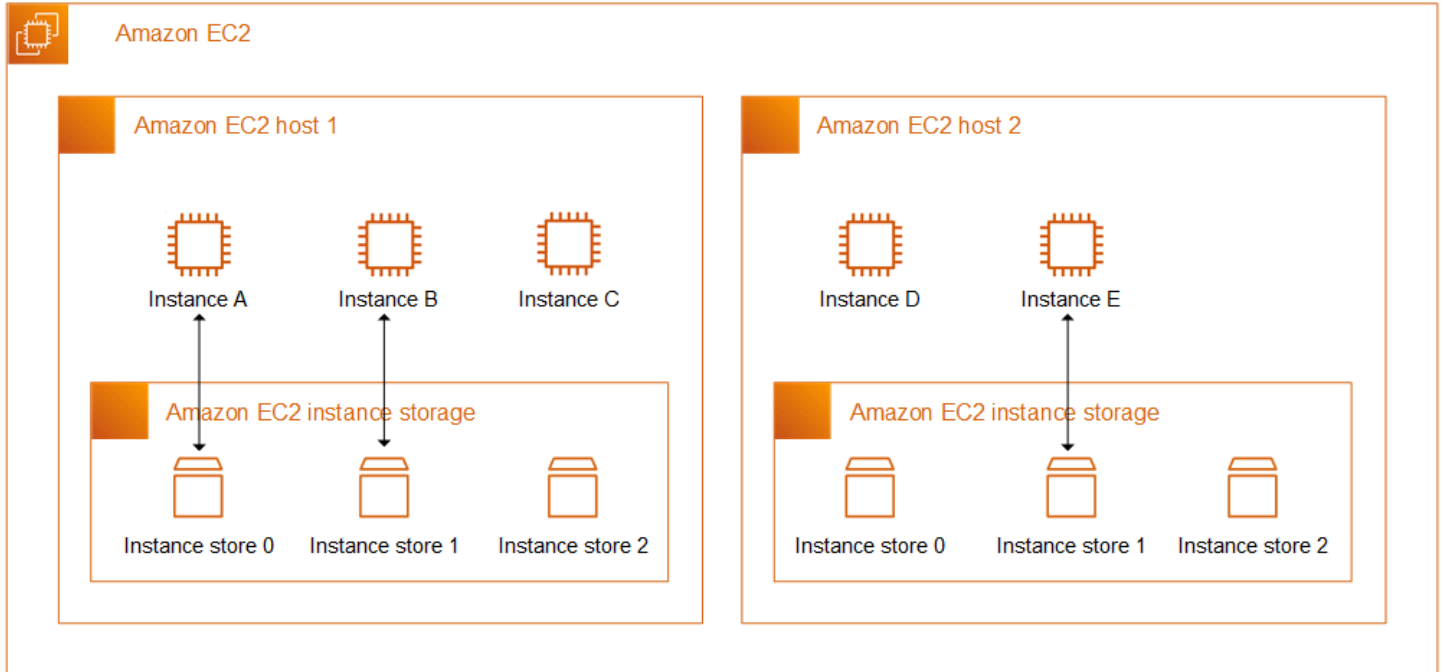 Amazon EC2
Amazon EC2 host 1
Amazon EC2 host 2
Instance A
Instance B
Instance C
Instance D
Instance E
Amazon EC2 instance storage
Amazon EC2 instance storage
Instance store 0
Instance store 1
Instance store 2
Instance store 0
Instance store 1
Instance store 2